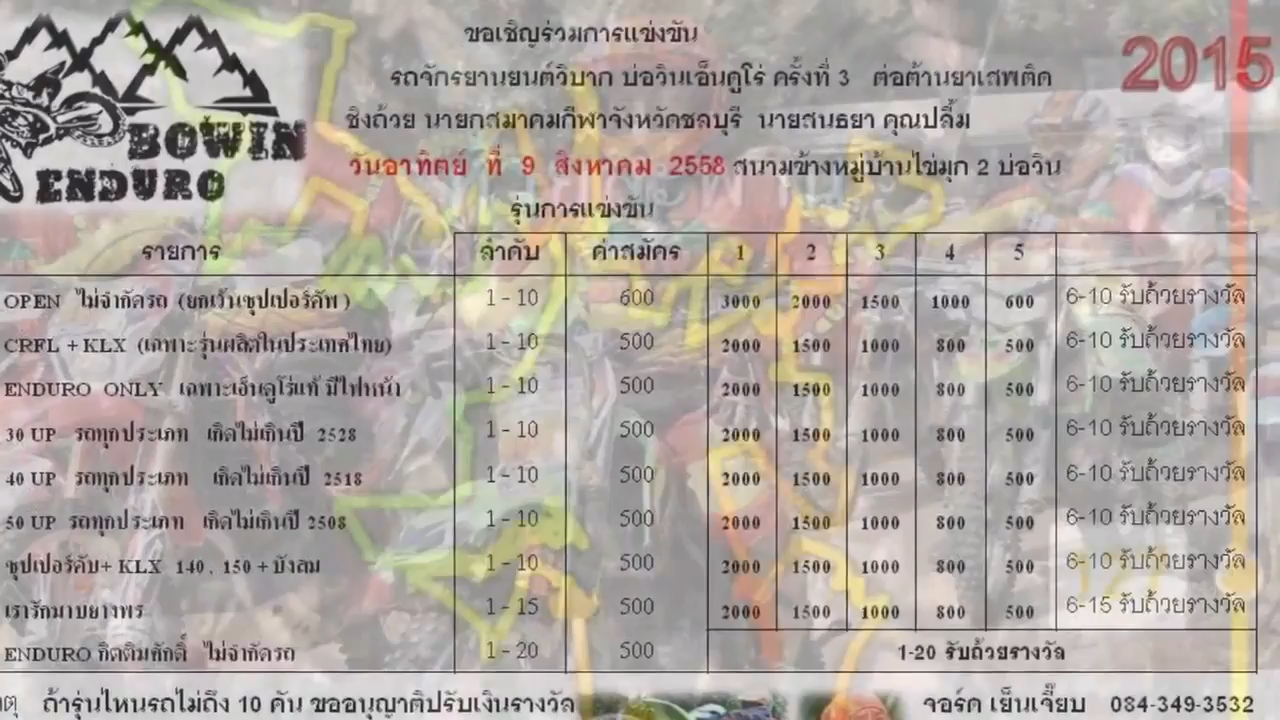 ขอเชิญร่วมการแข่งขัน
รถจักรยานยนต์วิบาก บ่อวินเอ็นดูโร่ ครั้งที่ 3 ต่อต้านยาเสพติด
2015
ชิงถ้วย นายกสมาคมกีฬาจังหวัดชลบุรี นายสนธยา คุณปลื้ม
BOWIN
ENDURO
วันอาทิตย์ ที่ 9 สิงหาคม 2558 สนามข้างหมู่บ้านไข่มุก 2 บ่อวิน
รุ่นการแข่งขัน
รายการ ลำดับ ค่าสมัคร 1 2 3 4 5
OPEN ไม่จำกัดรถ (ยกเว้นซุปเปอร์คัพ) 1 - 10 600 3000 2000 1500 1000 600 6-10 รับถ้วยรางวัล
CRFL + KLX (เฉพาะรุ่นผลิตในประเทศไทย) 1 - 10 500 2000 1500 1000 800 500 6-10 รับถ้วยรางวัล
ENDURO ONLY เฉพาะเอ็นดูโร่แท้ มีไฟหน้า 1 - 10 500 2000 1500 1000 800 500 6-10 รับถ้วยรางวัล
30 UP รถทุกประเภท เกิดไม่เกินปี 2528 1 - 10 500 2000 1500 1000 800 500 6-10 รับถ้วยรางวัล
40 UP รถทุกประเภท เกิดไม่เกินปี 2518 1 - 10 500 2000 1500 1000 800 500 6-10 รับถ้วยรางวัล
50 UP รถทุกประเภท เกิดไม่เกินปี 2508 1 - 10 500 2000 1500 1000 800 500 6-10 รับถ้วยรางวัล
ซุปเปอร์คับ+ KLX 140 , 150 + บังลม 1 - 10 500 2000 1500 1000 800 500 6-10 รับถ้วยรางวัล
เรารักมาบยางพร 1 - 15 500 2000 1500 1000 800 500 6-15 รับถ้วยรางวัล
ENDURO กิตติมศักดิ์ ไม่จำกัดรถ 1 - 20 500 1-20 รับถ้วยรางวัล
ถ้ารุ่นไหนรถไม่ถึง 10 คัน ขออนุญาติปรับเงินรางวัล จอร์ด เย็นเจี๊ยบ 084-349-3532